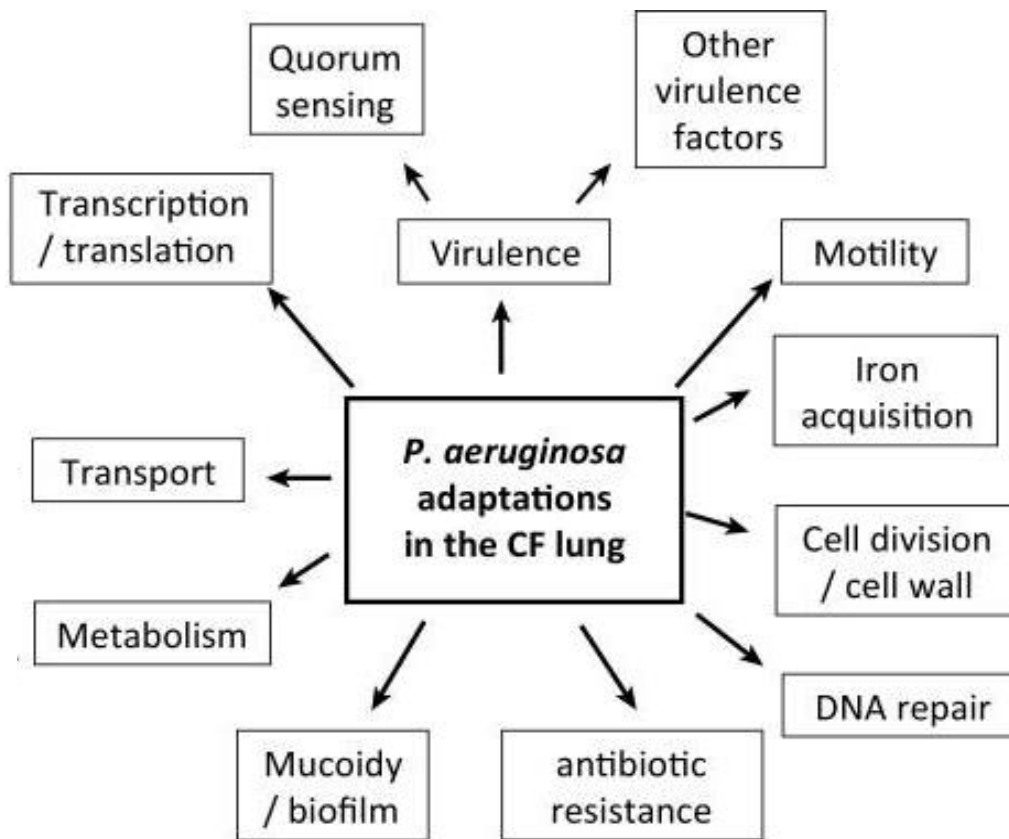 Quorum
sensing
Other
virulence
factors
Transcription
/ translation
Virulence
Motility
Iron
acquisition
P. aeruginosa
adaptations
in the CF lung
Transport
Cell division
/ cell wall
Metabolism
DNA repair
Mucoidy
/ biofilm
antibiotic
resistance